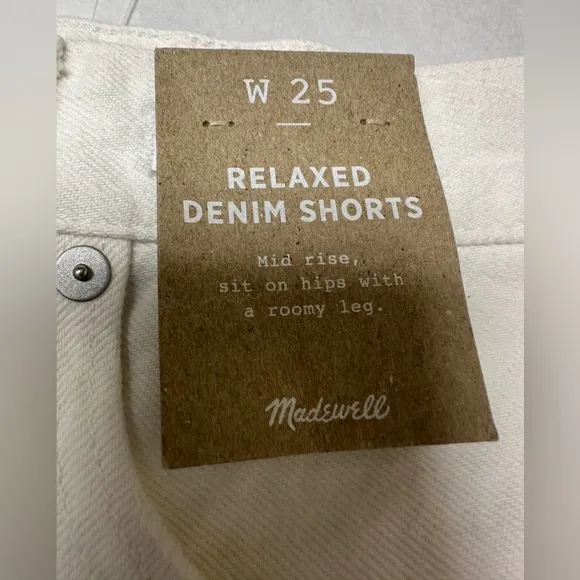 W 25
RELAXED
DENIM SHORTS
Mid rise,
sit on hips with
a roomy leg.
Madewell